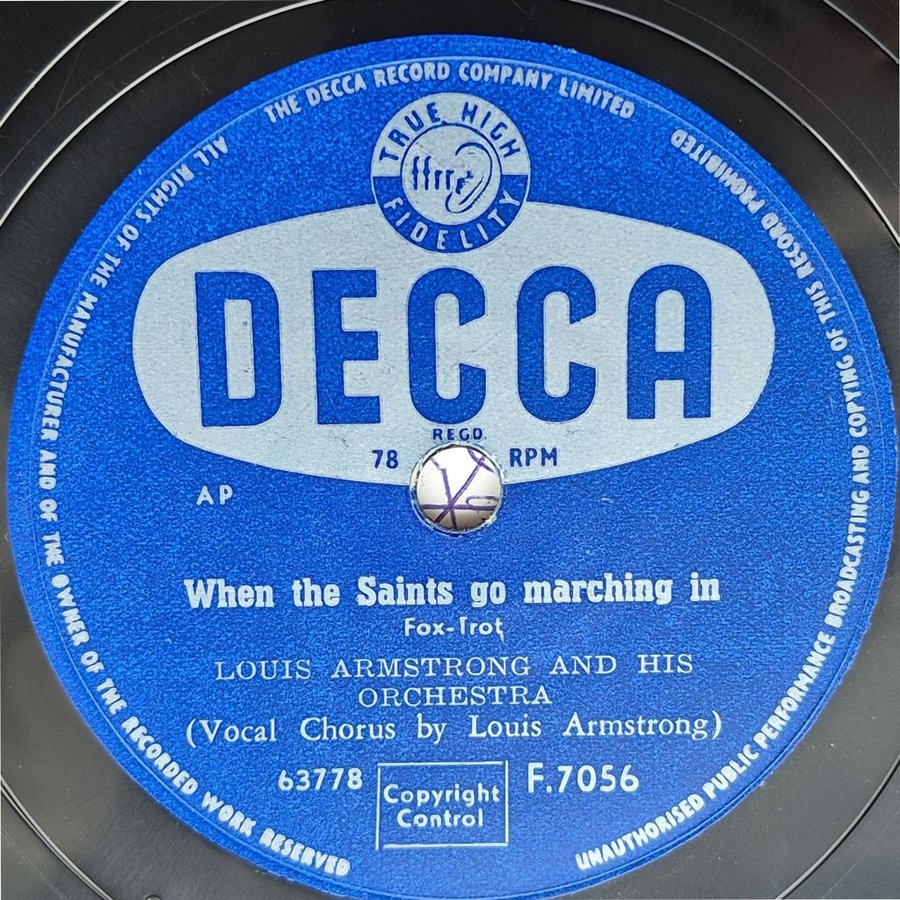 THE DECCA RECORD COMPANY LIMITED
ALL RIGHTS OF THE MANUFACTURER AND OF THE OWNER OF THE RECORDED WORK RESERVED
UNAUTHORISED PUBLIC PERFORMANCE BROADCASTING AND COPYING OF THIS RECORD PROHIBITED
TRUE HIGH
ffrr
FIDELITY
DECCA
REGD.
78 RPM
AP
When the Saints go marching in
Fox-Trot
LOUIS ARMSTRONG AND HIS
ORCHESTRA
(Vocal Chorus by Louis Armstrong)
63778
Copyright
Control
F.7056